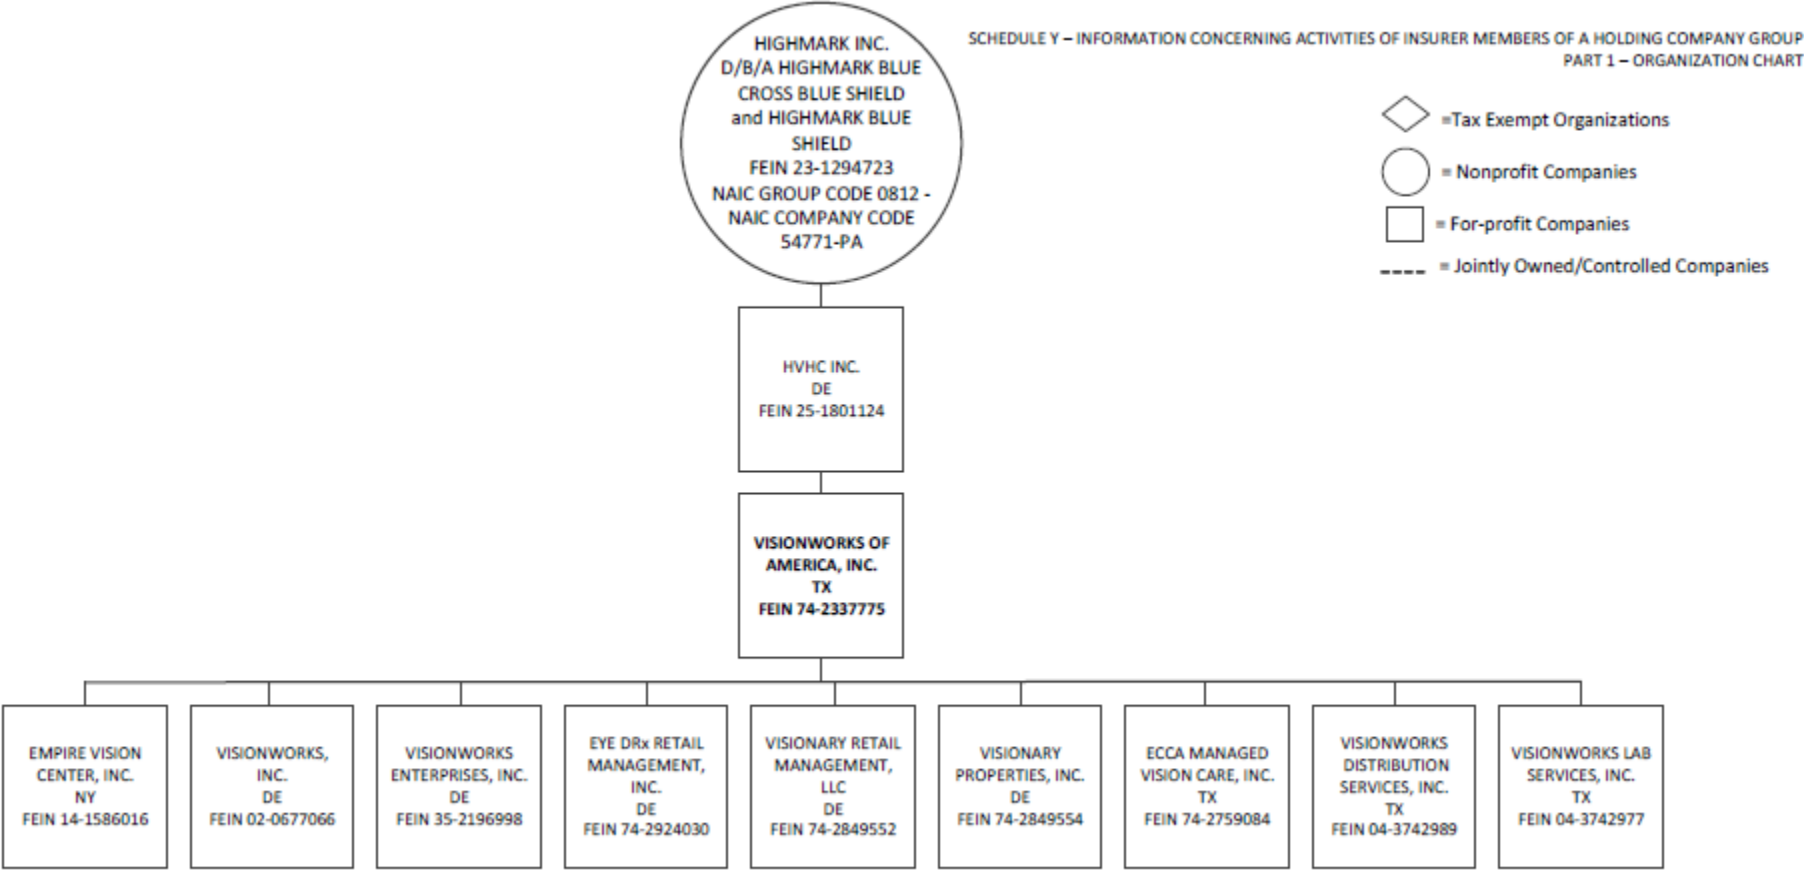 HIGHMARK INC.
D/B/A HIGHMARK BLUE
CROSS BLUE SHIELD
and HIGHMARK BLUE
SHIELD
FEIN 23-1294723
NAIC GROUP CODE 0812 -
NAIC COMPANY CODE
54771-PA
SCHEDULE Y – INFORMATION CONCERNING ACTIVITIES OF INSURER MEMBERS OF A HOLDING COMPANY GROUP
PART 1 – ORGANIZATION CHART
=Tax Exempt Organizations
= Nonprofit Companies
= For-profit Companies
= Jointly Owned/Controlled Companies
HVHC INC.
DE
FEIN 25-1801124
VISIONWORKS OF
AMERICA, INC.
TX
FEIN 74-2337775
EMPIRE VISION
CENTER, INC.
NY
FEIN 14-1586016
VISIONWORKS,
INC.
DE
FEIN 02-0677066
VISIONWORKS
ENTERPRISES, INC.
DE
FEIN 35-2196998
EYE DRx RETAIL
MANAGEMENT,
INC.
DE
FEIN 74-2924030
VISIONARY RETAIL
MANAGEMENT,
LLC
DE
FEIN 74-2849552
VISIONARY
PROPERTIES, INC.
DE
FEIN 74-2849554
ECCA MANAGED
VISION CARE, INC.
TX
FEIN 74-2759084
VISIONWORKS
DISTRIBUTION
SERVICES, INC.
TX
FEIN 04-3742989
VISIONWORKS LAB
SERVICES, INC.
TX
FEIN 04-3742977